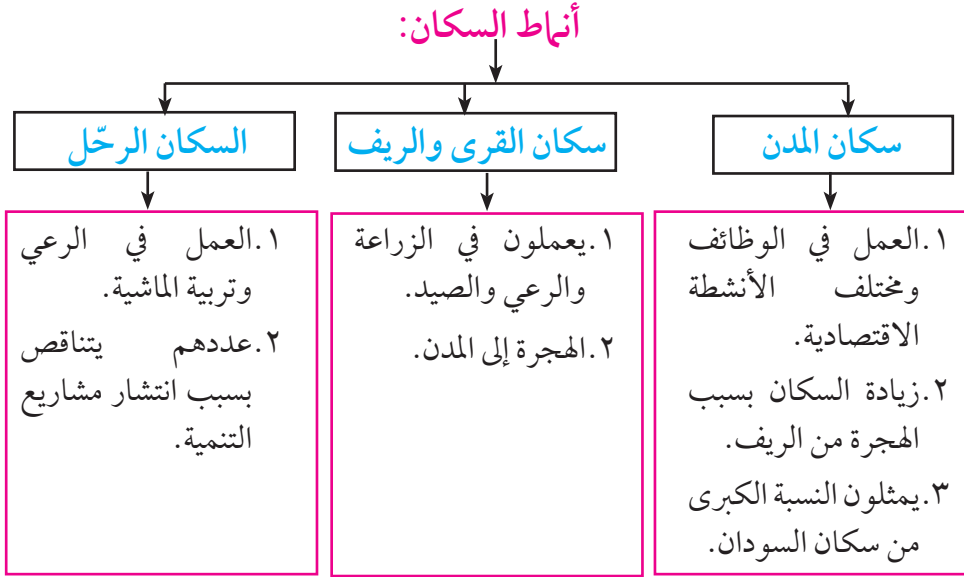 أنماط السكان:
سكان المدن
١.العمل في الوظائف
ومختلف الأنشطة
الاقتصادية.
٢.زيادة السكان بسبب
الهجرة من الريف.
٣.يمثلون النسبة الكبرى
من سكان السودان.
سكان القرى والريف
١.يعملون في الزراعة
والرعي والصيد.
٢.الهجرة إلى المدن.
السكان الرحّل
١.العمل في الرعي
وتربية الماشية.
٢.عددهم يتناقص
بسبب انتشار مشاريع
التنمية.